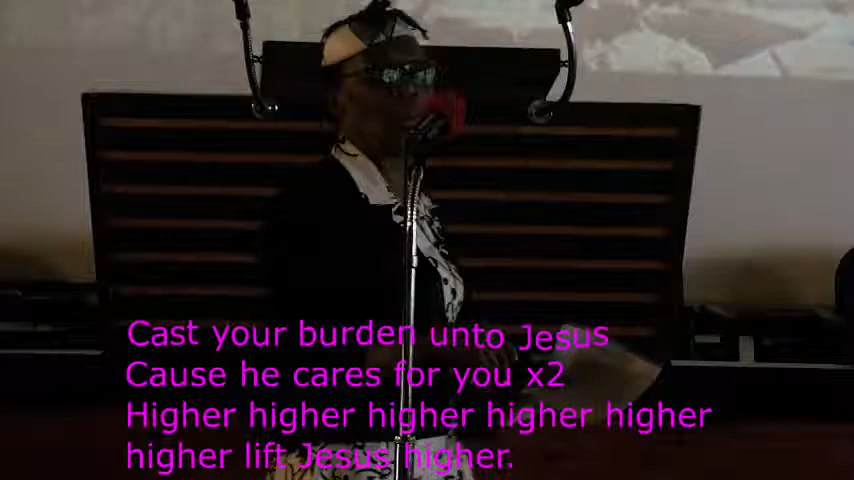 Cast your burden unto Jesus
Cause he cares for you x2
Higher higher higher higher higher
higher lift Jesus higher.